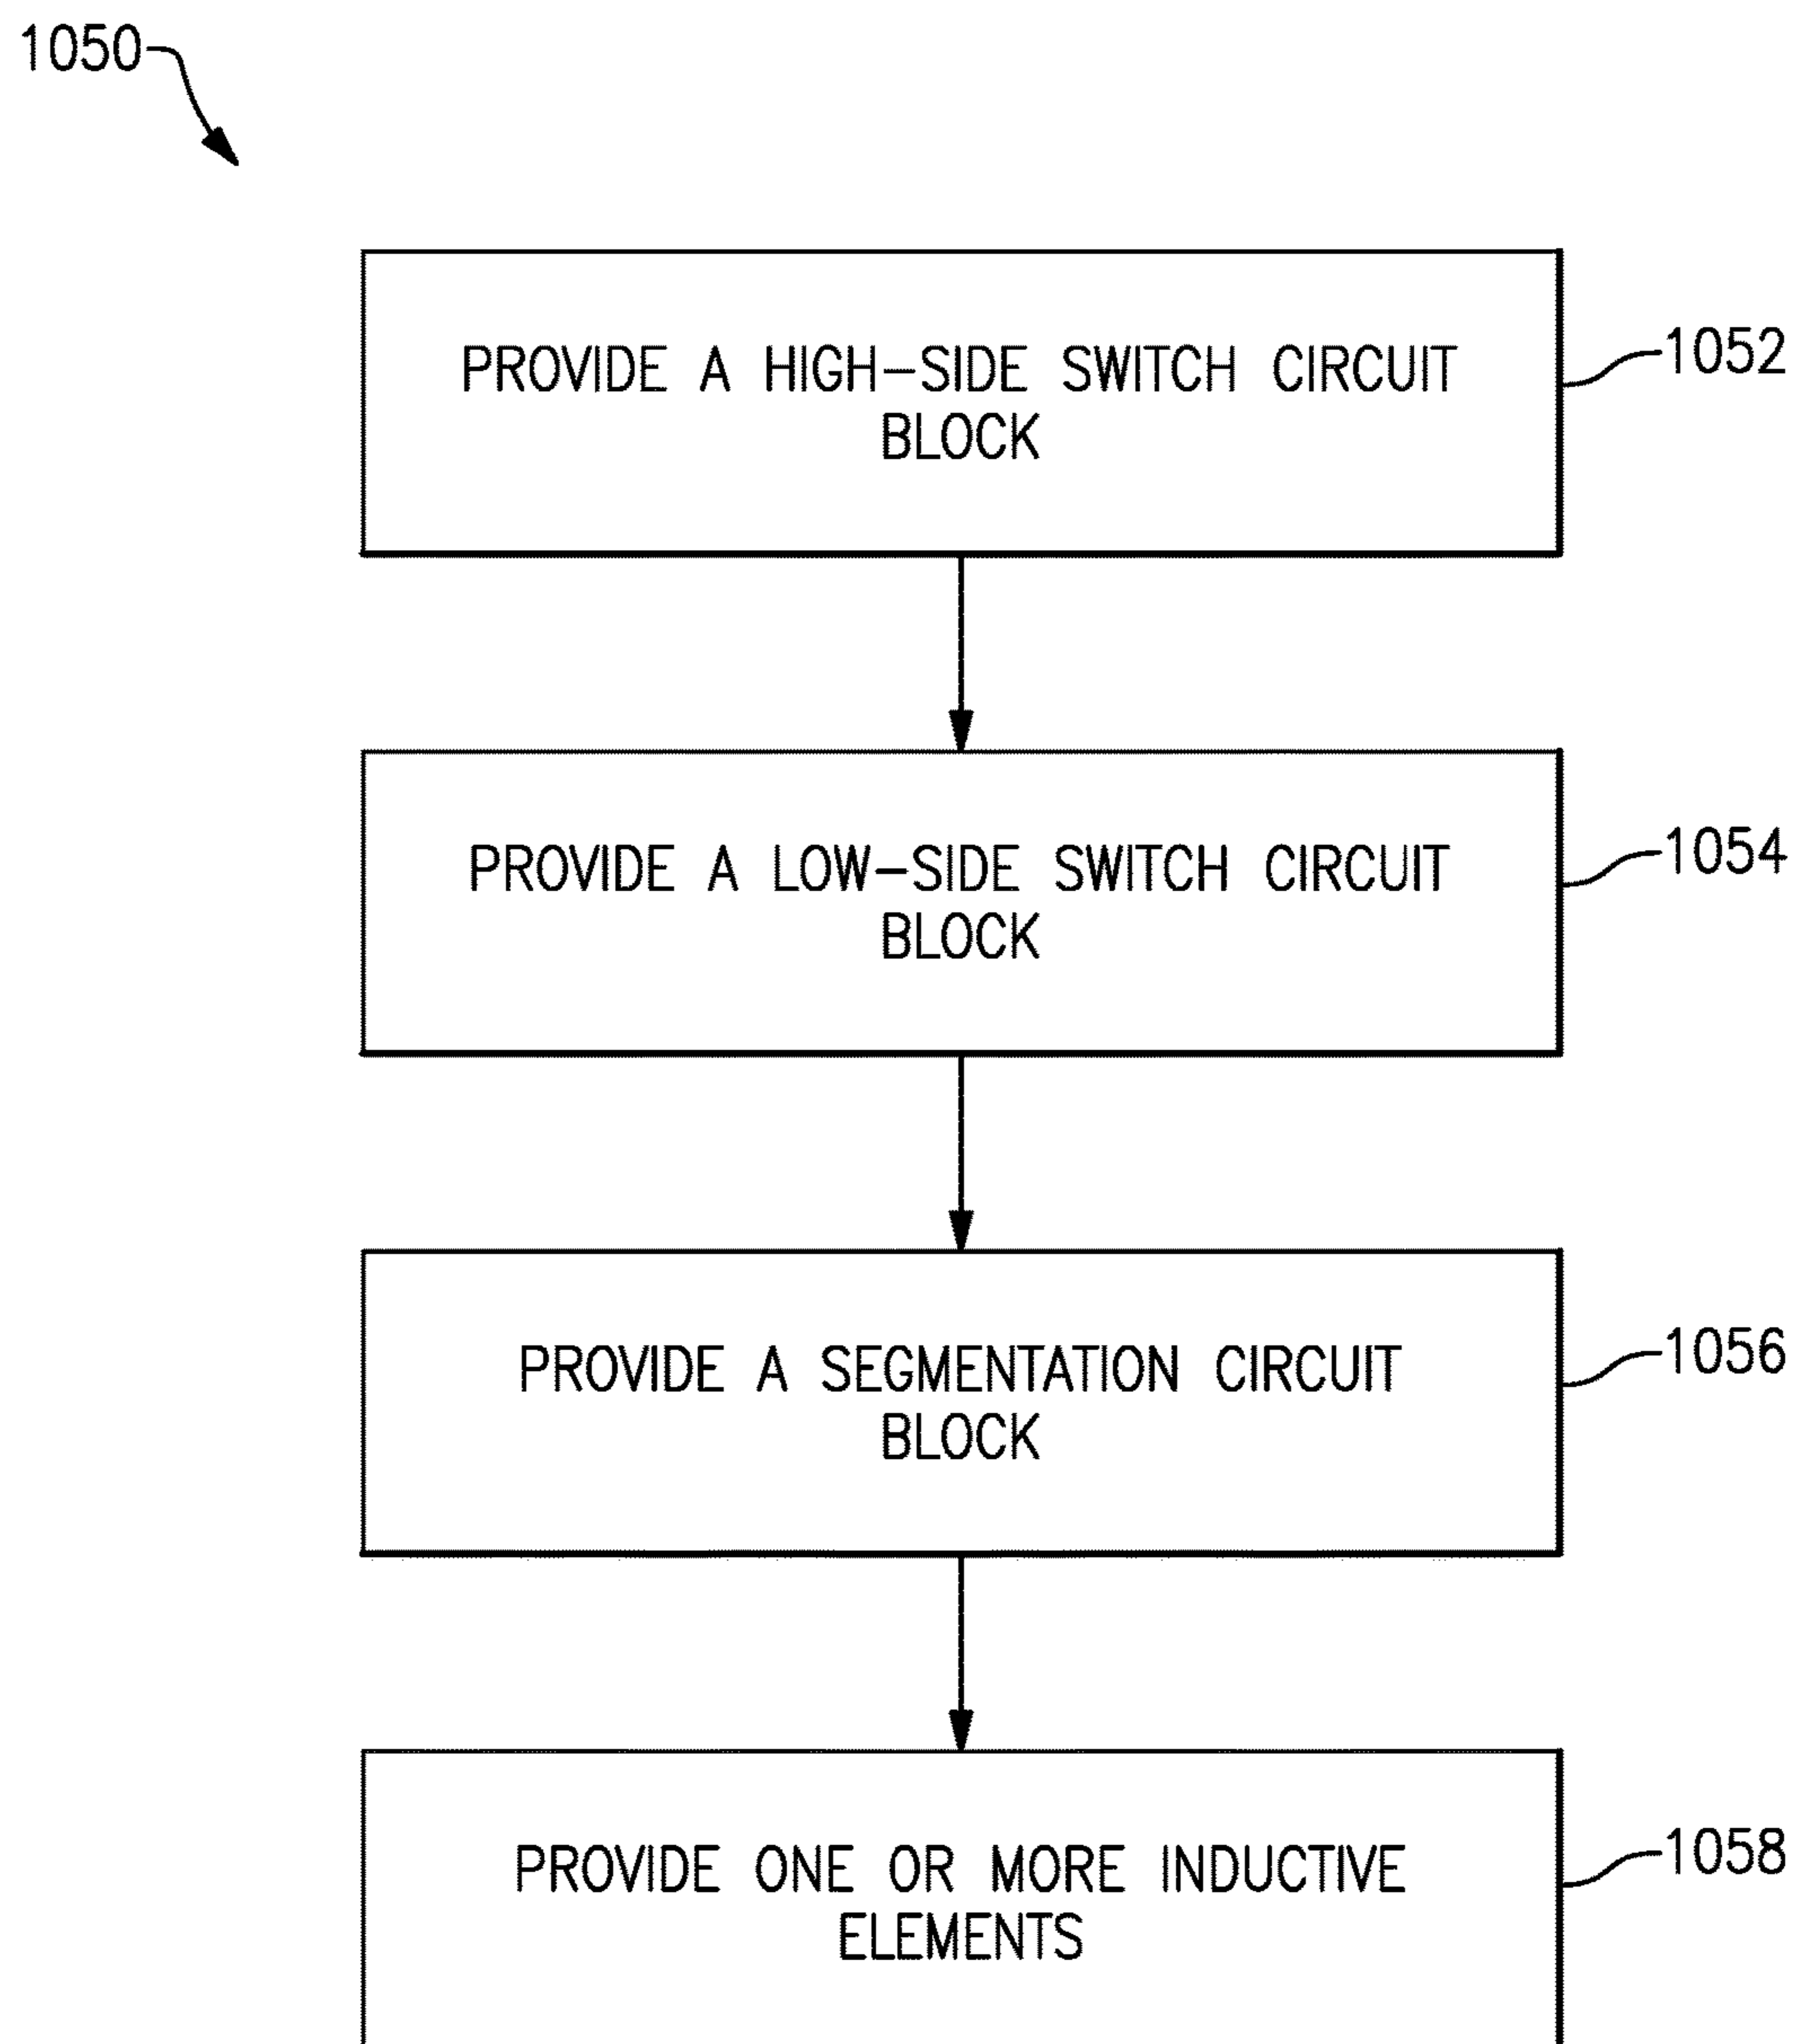 1050
PROVIDE A HIGH-SIDE SWITCH CIRCUIT
BLOCK
1052
PROVIDE A LOW-SIDE SWITCH CIRCUIT
BLOCK
1054
PROVIDE A SEGMENTATION CIRCUIT
BLOCK
1056
PROVIDE ONE OR MORE INDUCTIVE
ELEMENTS
1058